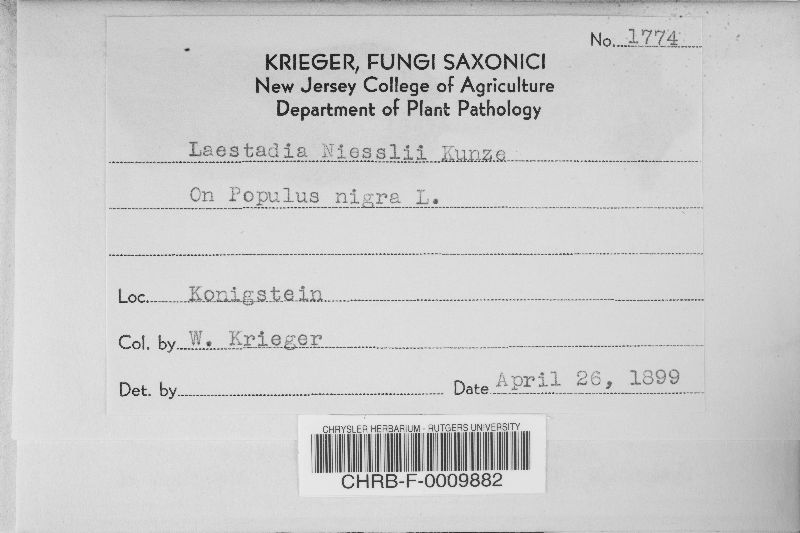 No. 1774
KRIEGER, FUNGI SAXONICI
New Jersey College of Agriculture
Department of Plant Pathology
Laestadia Niesslii Kunze
On Populus nigra L.
Loc. Konigstein
Col. by W. Krieger
Det. by Date April 26, 1899
CHRYSLER HERBARIUM - RUTGERS UNIVERSITY
CHRB-F-0009882